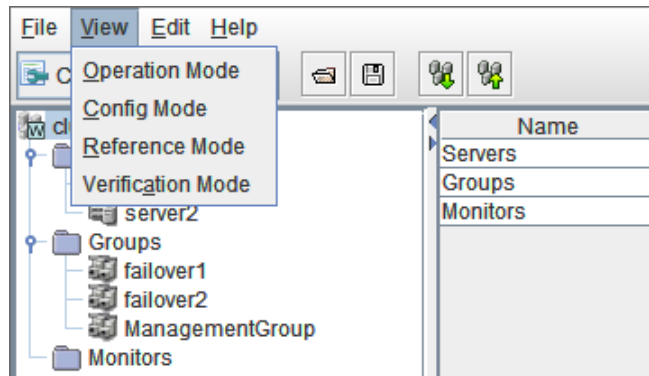 File View Edit Help
C
Operation Mode
Config Mode
Reference Mode
Verification Mode
cl
server2
Groups
failover1
failover2
ManagementGroup
Monitors
Name
Servers
Groups
Monitors